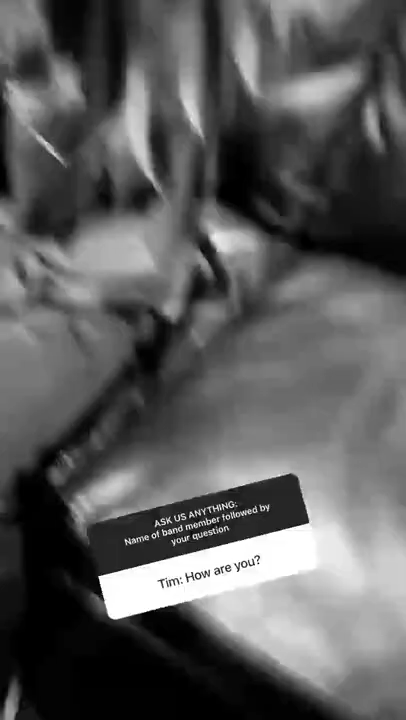 ASK US ANYTHING:
Name of band member followed by
your question
Tim: How are you?